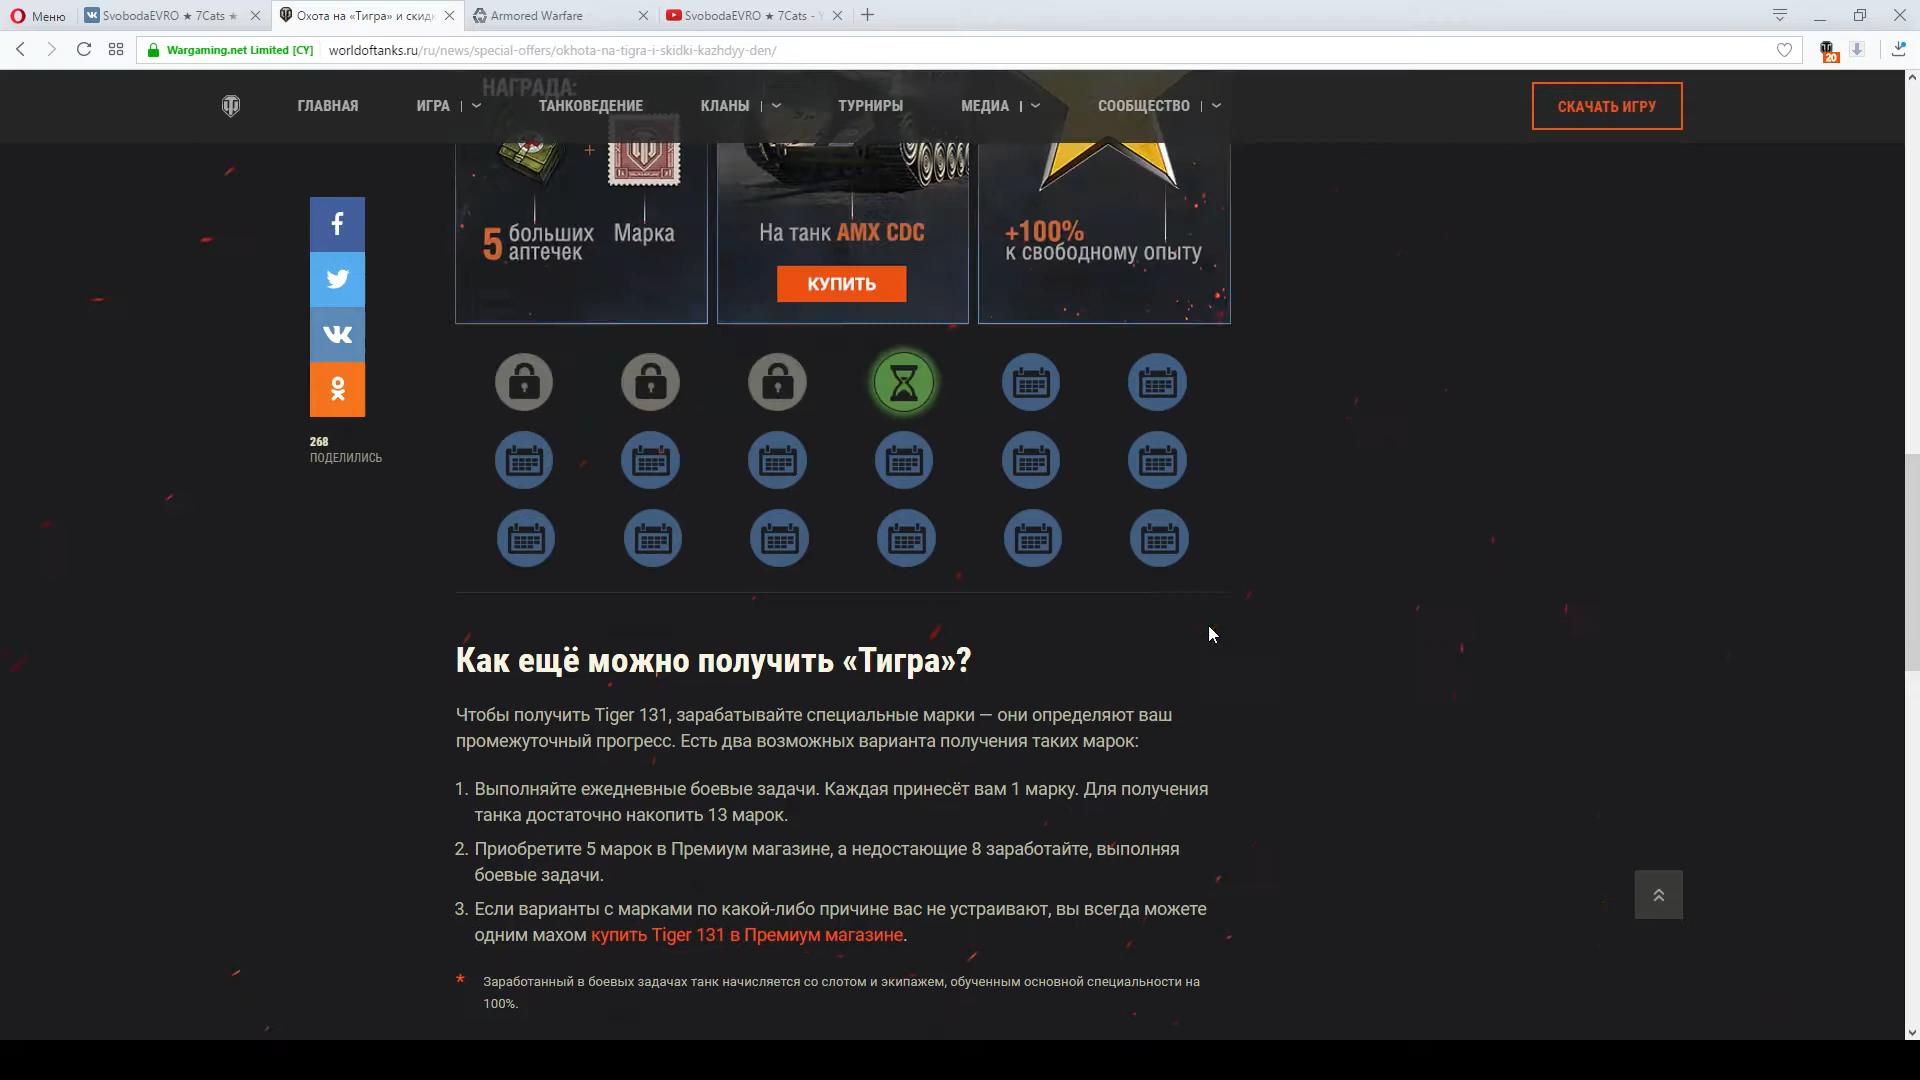 Меню
SvobodaEVRO ★ 7Cats ★
Охота на «Тигра» и скид
Armored Warfare
SvobodaEVRO ★ 7Cats - Y
Wargaming.net Limited [CY]
worldoftanks.ru/ru/news/special-offers/okhota-na-tigra-i-skidki-kazhdyy-den/
20
НАГРАДА:
ГЛАВНАЯ
ИГРА
ТАНКОВЕДЕНИЕ
КЛАНЫ
ТУРНИРЫ
МЕДИА
СООБЩЕСТВО
СКАЧАТЬ ИГРУ
+
5 больших аптечек
Марка
На танк AMX CDC
КУПИТЬ
+100%
к свободному опыту
268
ПОДЕЛИЛИСЬ
Как ещё можно получить «Тигра»?
Чтобы получить Tiger 131, зарабатывайте специальные марки — они определяют ваш
промежуточный прогресс. Есть два возможных варианта получения таких марок:
1. Выполняйте ежедневные боевые задачи. Каждая принесёт вам 1 марку. Для получения
танка достаточно накопить 13 марок.
2. Приобретите 5 марок в Премиум магазине, а недостающие 8 заработайте, выполняя
боевые задачи.
3. Если варианты с марками по какой-либо причине вас не устраивают, вы всегда можете
одним махом купить Tiger 131 в Премиум магазине.
* Заработанный в боевых задачах танк начисляется со слотом и экипажем, обученным основной специальности на
100%.